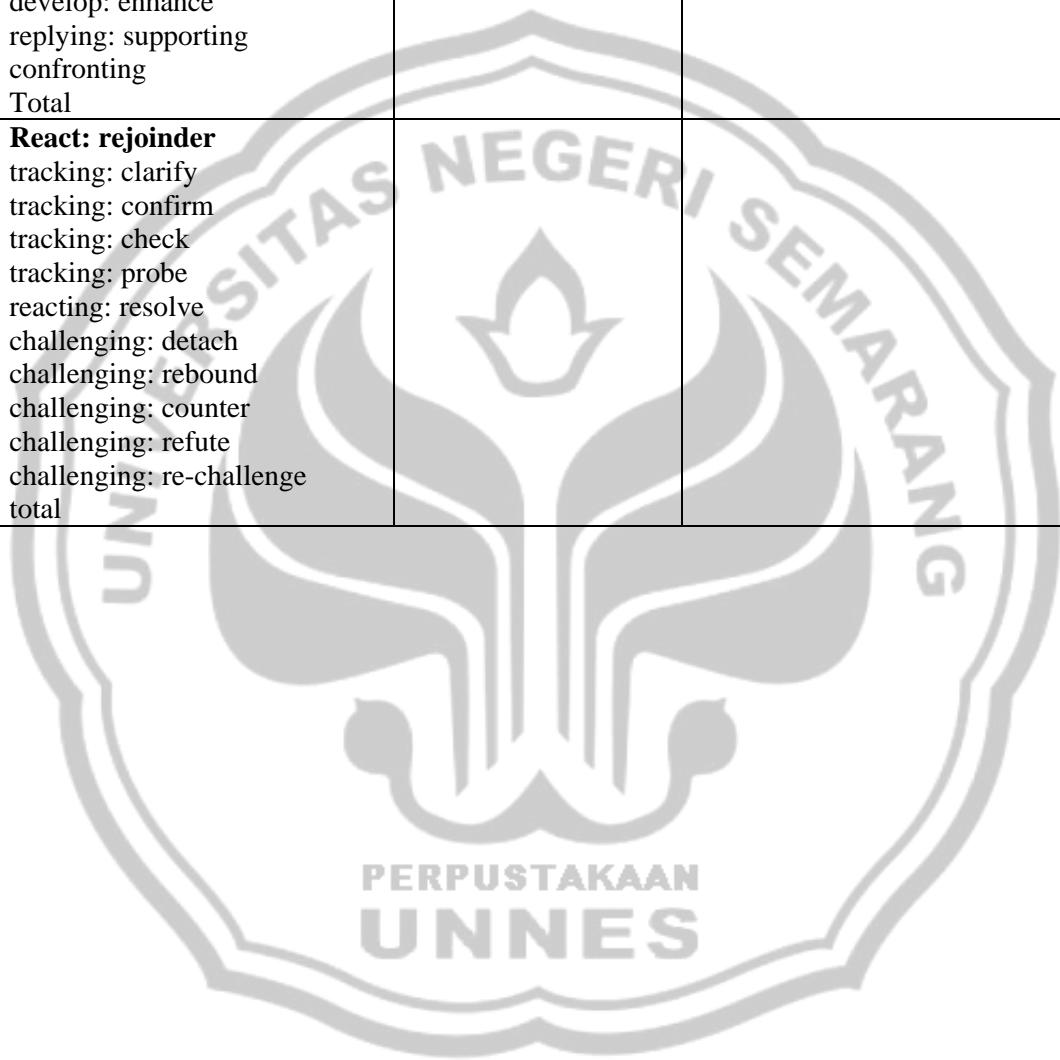 develop: enhance
replying: supporting
confronting
Total
React: rejoinder
tracking: clarify
tracking: confirm
tracking: check
tracking: probe
reacting: resolve
challenging: detach
challenging: rebound
challenging: counter
challenging: refute
challenging: re-challenge
total
UNIVERSITAS NEGERI SEMARANG
PERPUSTAKAAN
UNNES